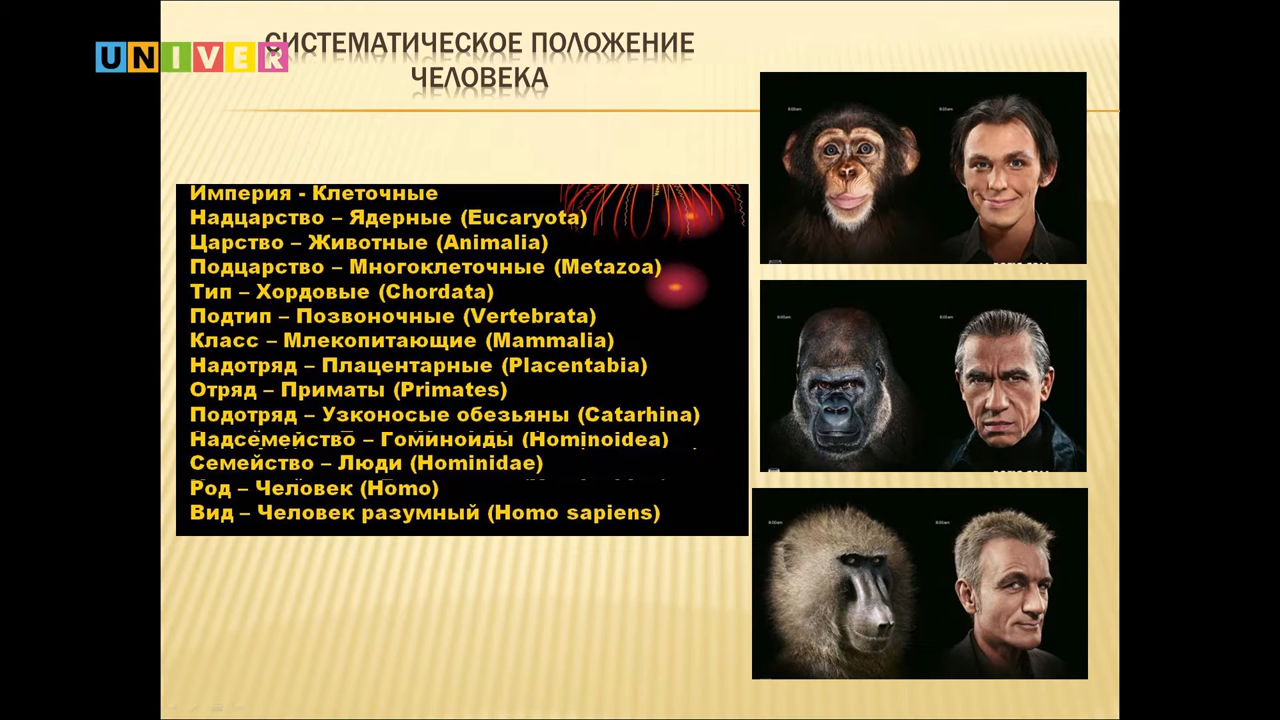 UNIVER
СИСТЕМАТИЧЕСКОЕ ПОЛОЖЕНИЕ
ЧЕЛОВЕКА
Империя - Клеточные
Надцарство – Ядерные (Eucaryota)
Царство – Животные (Animalia)
Подцарство – Многоклеточные (Metazoa)
Тип – Хордовые (Chordata)
Подтип – Позвоночные (Vertebrata)
Класс – Млекопитающие (Mammalia)
Надотряд – Плацентарные (Placentabia)
Отряд – Приматы (Primates)
Подотряд – Узконосые обезьяны (Catarhina)
Надсемейство – Гоминоиды (Hominoidea)
Семейство – Люди (Hominidae)
Род – Человек (Homo)
Вид – Человек разумный (Homo sapiens)